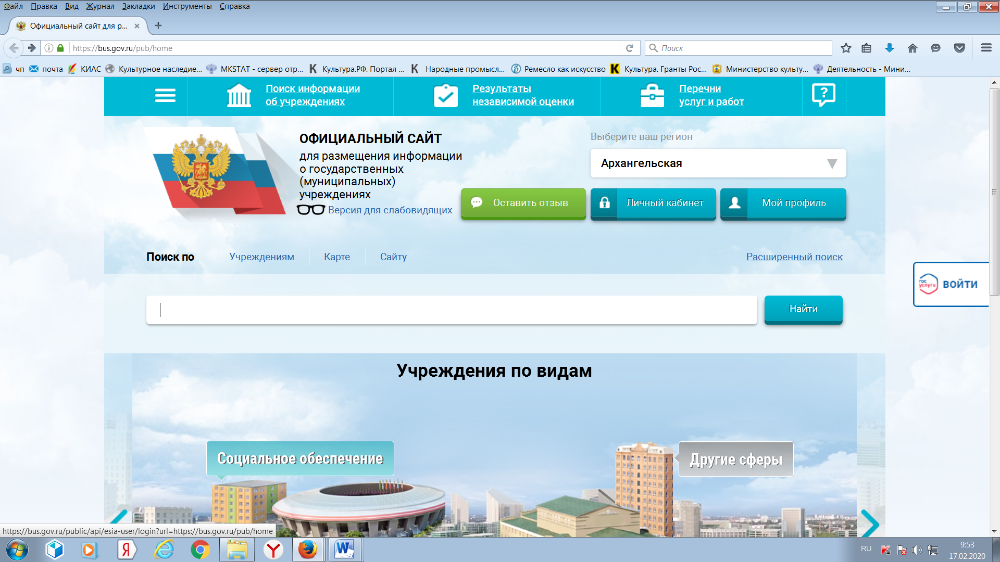 Файл Правка Вид Журнал Закладки Инструменты Справка
Официальный сайт для р...
https://bus.gov.ru/pub/home
Поиск
чп почта КИАС Культурное наследие... MKSTAT - сервер отр... Культура.РФ. Портал ... Народные промысл... Ремесло как искусство Культура. Гранты Рос... Министерство культу... Деятельность - Мини...
Поиск информации
об учреждениях
Результаты
независимой оценки
Перечни
услуг и работ
ОФИЦИАЛЬНЫЙ САЙТ
для размещения информации
о государственных
(муниципальных)
учреждениях
Версия для слабовидящих
Выберите ваш регион
Архангельская
Оставить отзыв
Личный кабинет
Мой профиль
Поиск по Учреждениям Карте Сайту Расширенный поиск
гос
услуги
ВОЙТИ
Найти
Учреждения по видам
Социальное обеспечение
Другие сферы
https://bus.gov.ru/public/api/esia-user/login?url=https://bus.gov.ru/pub/home
RU
9:53
17.02.2020